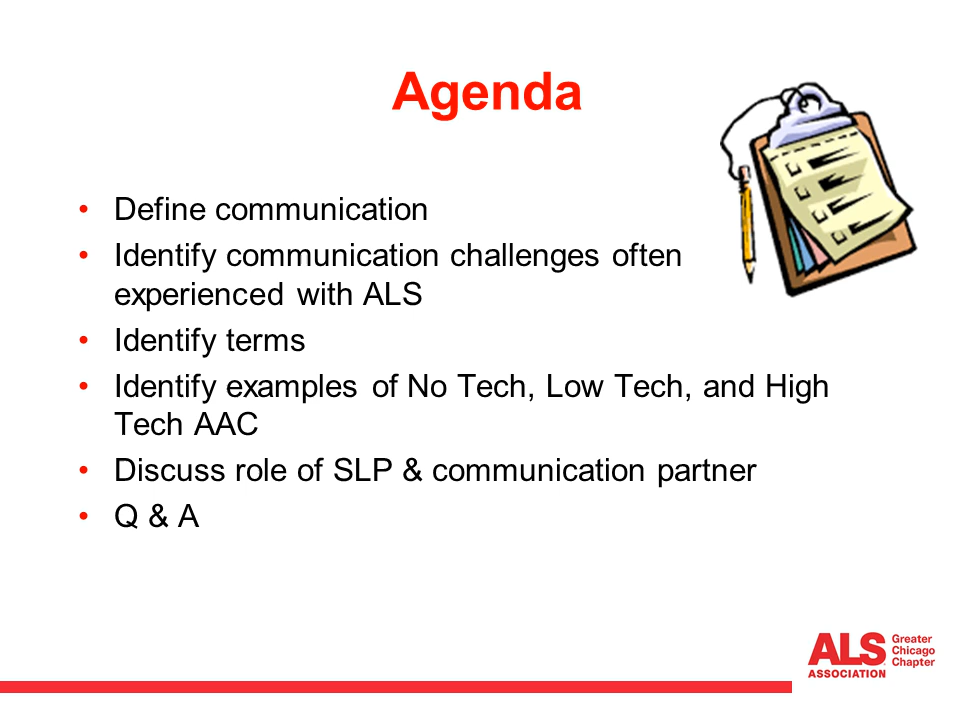 Agenda
• Define communication
• Identify communication challenges often
experienced with ALS
• Identify terms
• Identify examples of No Tech, Low Tech, and High
Tech AAC
• Discuss role of SLP & communication partner
• Q & A
ALS
ASSOCIATION
Greater
Chicago
Chapter